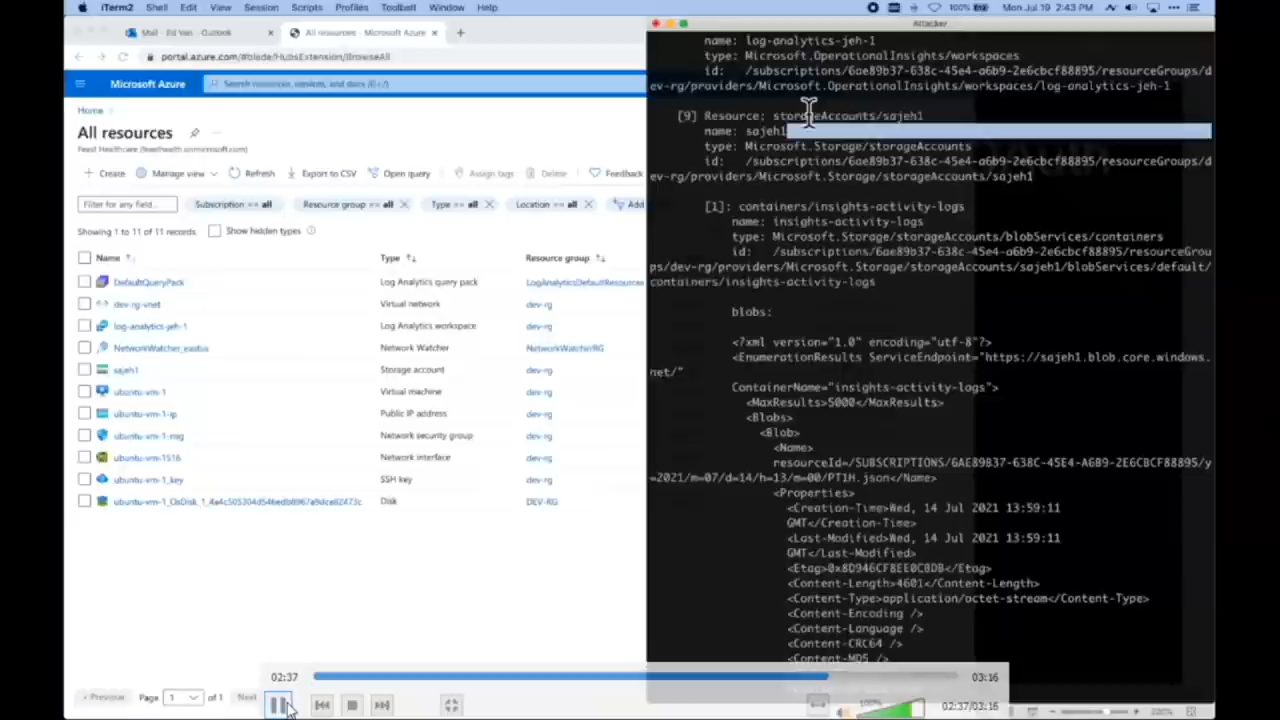 iTerm2 Shell Edit View Session Scripts Profiles Toolbelt Window Help 100% Mon Jul 19 2:43 PM
Attacker
Mail - Ed Van - Outlook
All resources - Microsoft Azure
portal.azure.com/#blade/HubsExtension/BrowseAll
Microsoft Azure
Search resources, services, and docs (G+/)
Home
All resources
Create Manage view Refresh Export to CSV Open query Assign tags Delete Feedback
Filter for any field... Subscription == all Resource group == all Type == all Location == all Add
Showing 1 to 11 of 11 records. Show hidden types
Name Type Resource group
DefaultQueryPack Log Analytics query pack LogAnalyticsDefaultResources
dev-rg-vnet Virtual network dev-rg
log-analytics-jeh-1 Log Analytics workspace dev-rg
NetworkWatcher_eastus Network Watcher NetworkWatcherRG
sajeh1 Storage account dev-rg
ubuntu-vm-1 Virtual machine dev-rg
ubuntu-vm-1-ip Public IP address dev-rg
ubuntu-vm-1-nsg Network security group dev-rg
ubuntu-vm-1516 Network interface dev-rg
ubuntu-vm-1_key SSH key dev-rg
Disk DEV-RG
< Previous Page 1 of 1 Next
name: log-analytics-jeh-1
type: Microsoft.OperationalInsights/workspaces
id: /subscriptions/6ae89b37-638c-45e4-a6b9-2e6cbcf88895/resourceGroups/d
ev-rg/providers/Microsoft.OperationalInsights/workspaces/log-analytics-jeh-1
[9] Resource: storageAccounts/sajeh1
name: sajeh1
type: Microsoft.Storage/storageAccounts
id: /subscriptions/6ae89b37-638c-45e4-a6b9-2e6cbcf88895/resourceGroups/d
ev-rg/providers/Microsoft.Storage/storageAccounts/sajeh1
[1]: containers/insights-activity-logs
name: insights-activity-logs
type: Microsoft.Storage/storageAccounts/blobServices/containers
id: /subscriptions/6ae89b37-638c-45e4-a6b9-2e6cbcf88895/resourceGrou
ps/dev-rg/providers/Microsoft.Storage/storageAccounts/sajeh1/blobServices/default/
containers/insights-activity-logs
blobs:
<?xml version="1.0" encoding="utf-8"?>
<EnumerationResults ServiceEndpoint="https://sajeh1.blob.core.windows.
net/"
ContainerName="insights-activity-logs">
<MaxResults>5000</MaxResults>
<Blobs>
<Blob>
<Name>
resourceId=/SUBSCRIPTIONS/6AE89B37-638C-45E4-A6B9-2E6CBCF88895/y
=2021/m=07/d=14/h=13/m=00/PT1H.json</Name>
<Properties>
<Creation-Time>Wed, 14 Jul 2021 13:59:11
GMT</Creation-Time>
<Last-Modified>Wed, 14 Jul 2021 13:59:11
GMT</Last-Modified>
<Etag>0x8D946CF8EE0C0DB</Etag>
<Content-Length>4601</Content-Length>
<Content-Type>application/octet-stream</Content-Type>
<Content-Encoding />
<Content-Language />
<Content-CRC64 />
<Content-MD5 />
02:37 03:16
100% 02:37/03:16